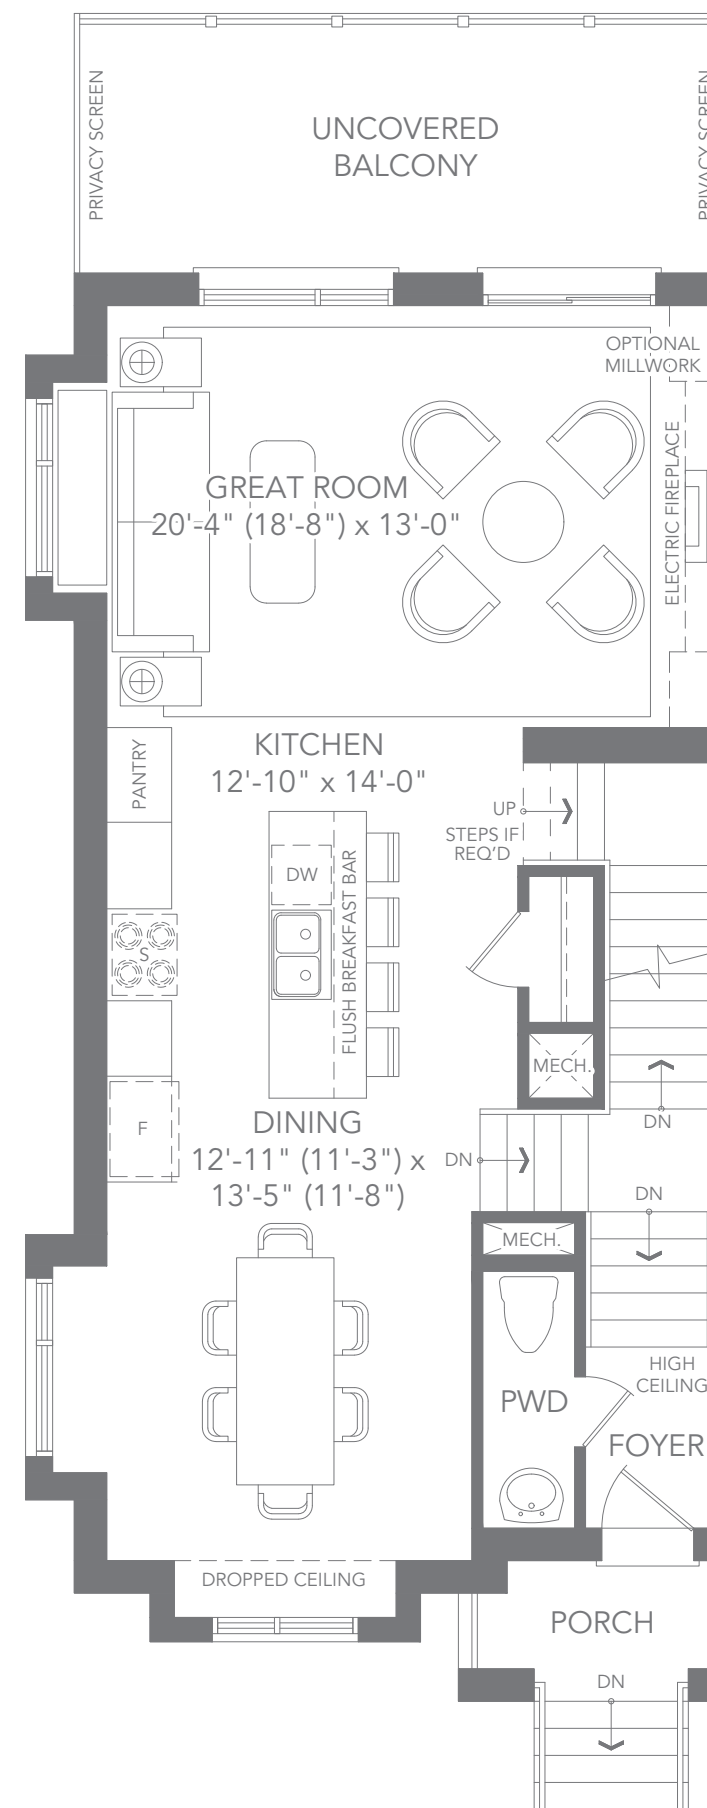 PRIVACY SCREEN
UNCOVERED
BALCONY
PRIVACY SCREEN
OPTIONAL
MILLWORK
ELECTRIC FIREPLACE
GREAT ROOM
20'-4" (18'-8") x 13'-0"
KITCHEN
12'-10" x 14'-0"
PANTRY
UP
STEPS IF
REQ'D
DW
FLUSH BREAKFAST BAR
S
MECH.
F
DINING
12'-11" (11'-3") x
13'-5" (11'-8")
DN
DN
DN
MECH.
HIGH
CEILING
PWD
FOYER
DROPPED CEILING
PORCH
DN